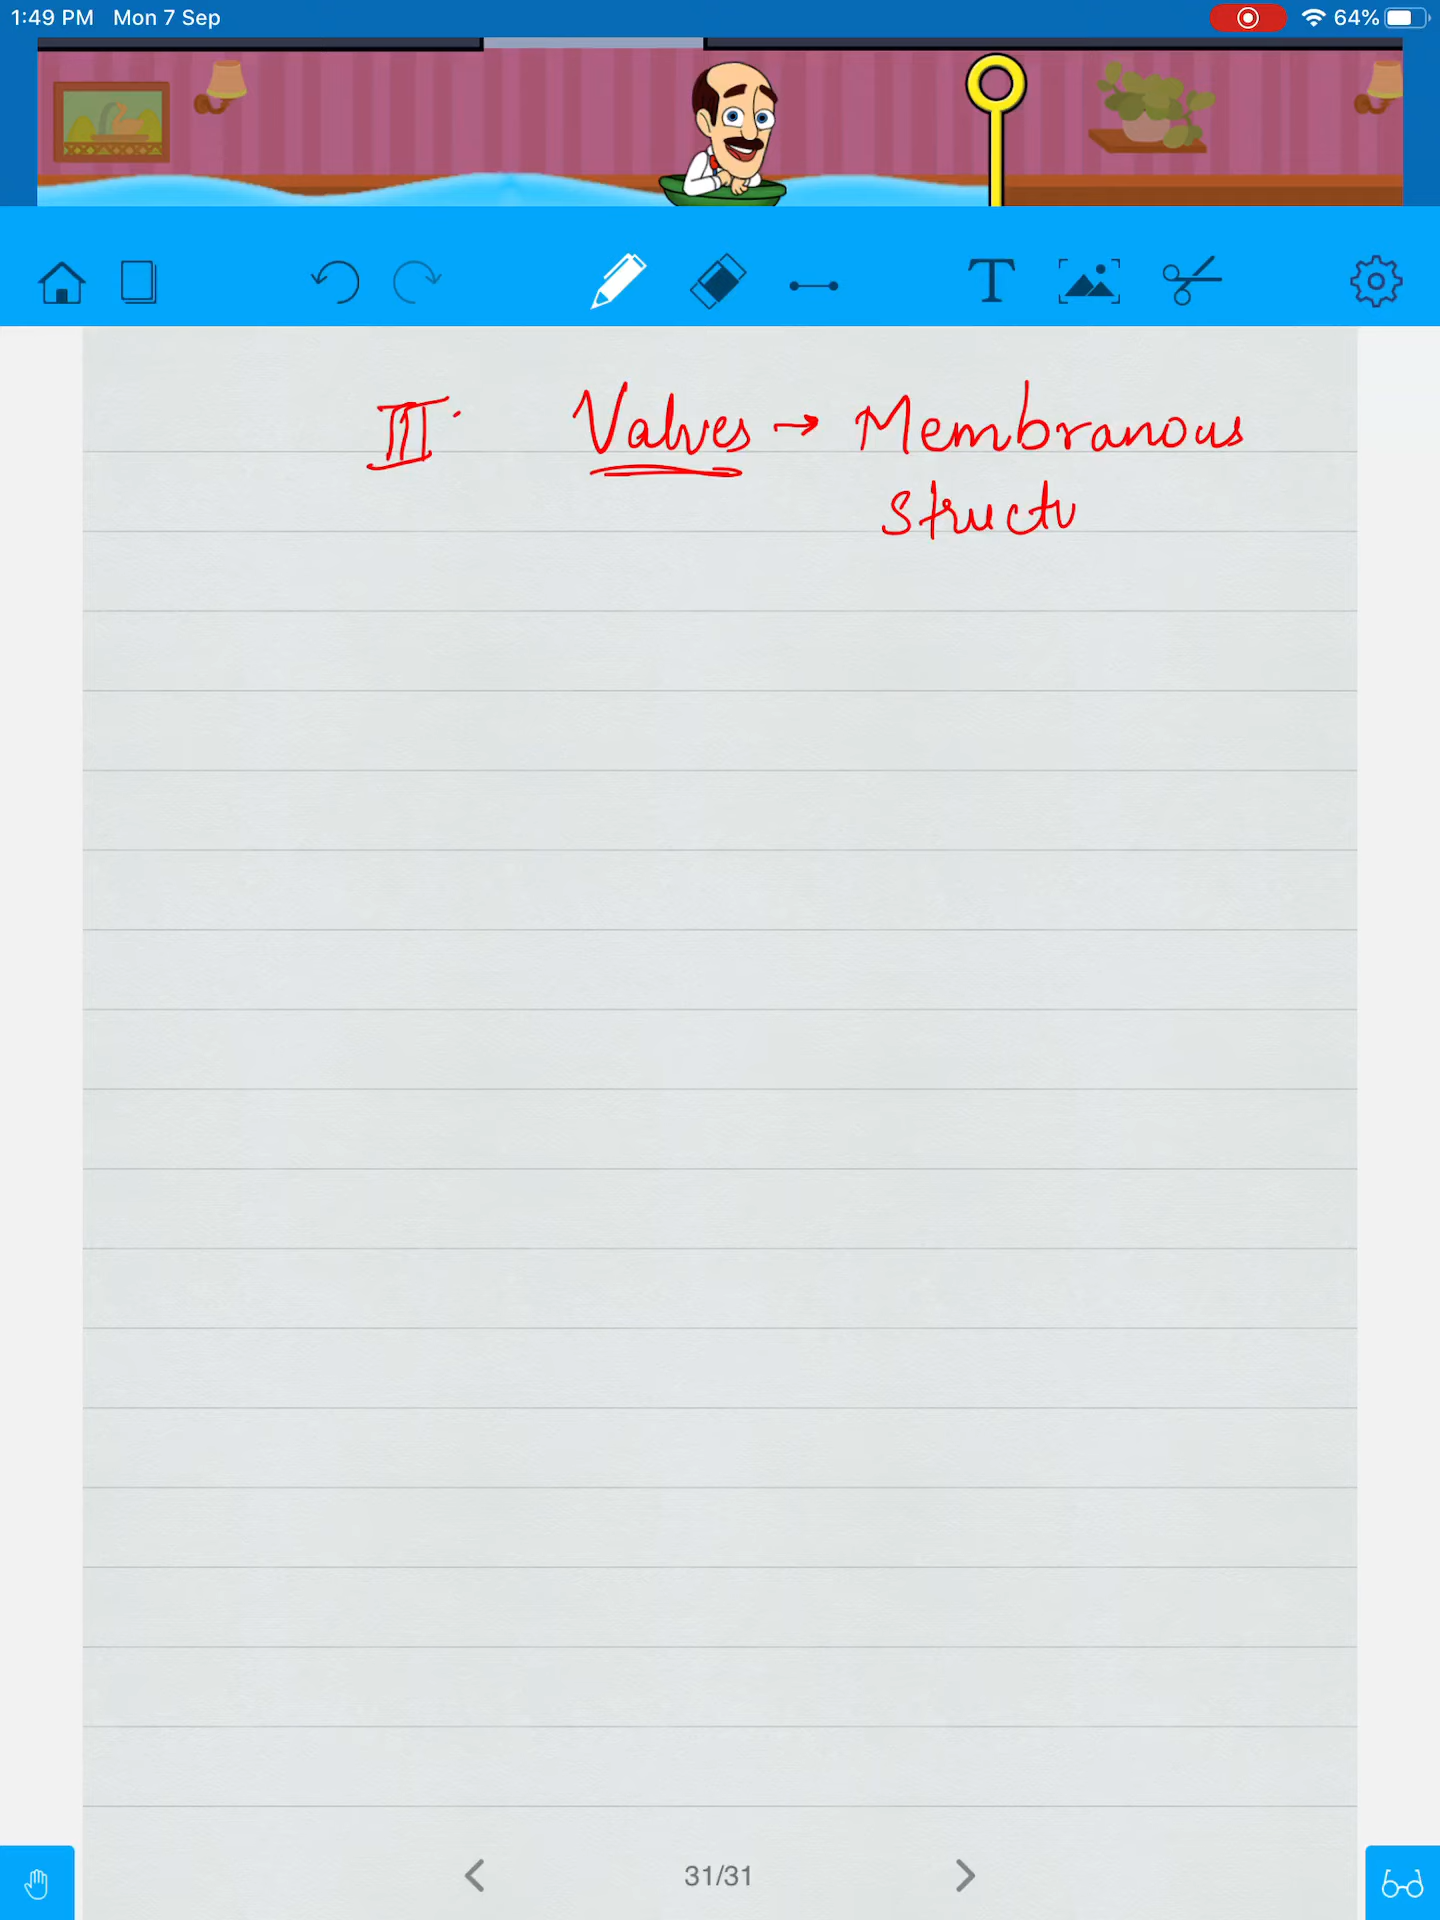 1:49 PM Mon 7 Sep 64%
T
III. Valves → Membranous
Structu
31/31